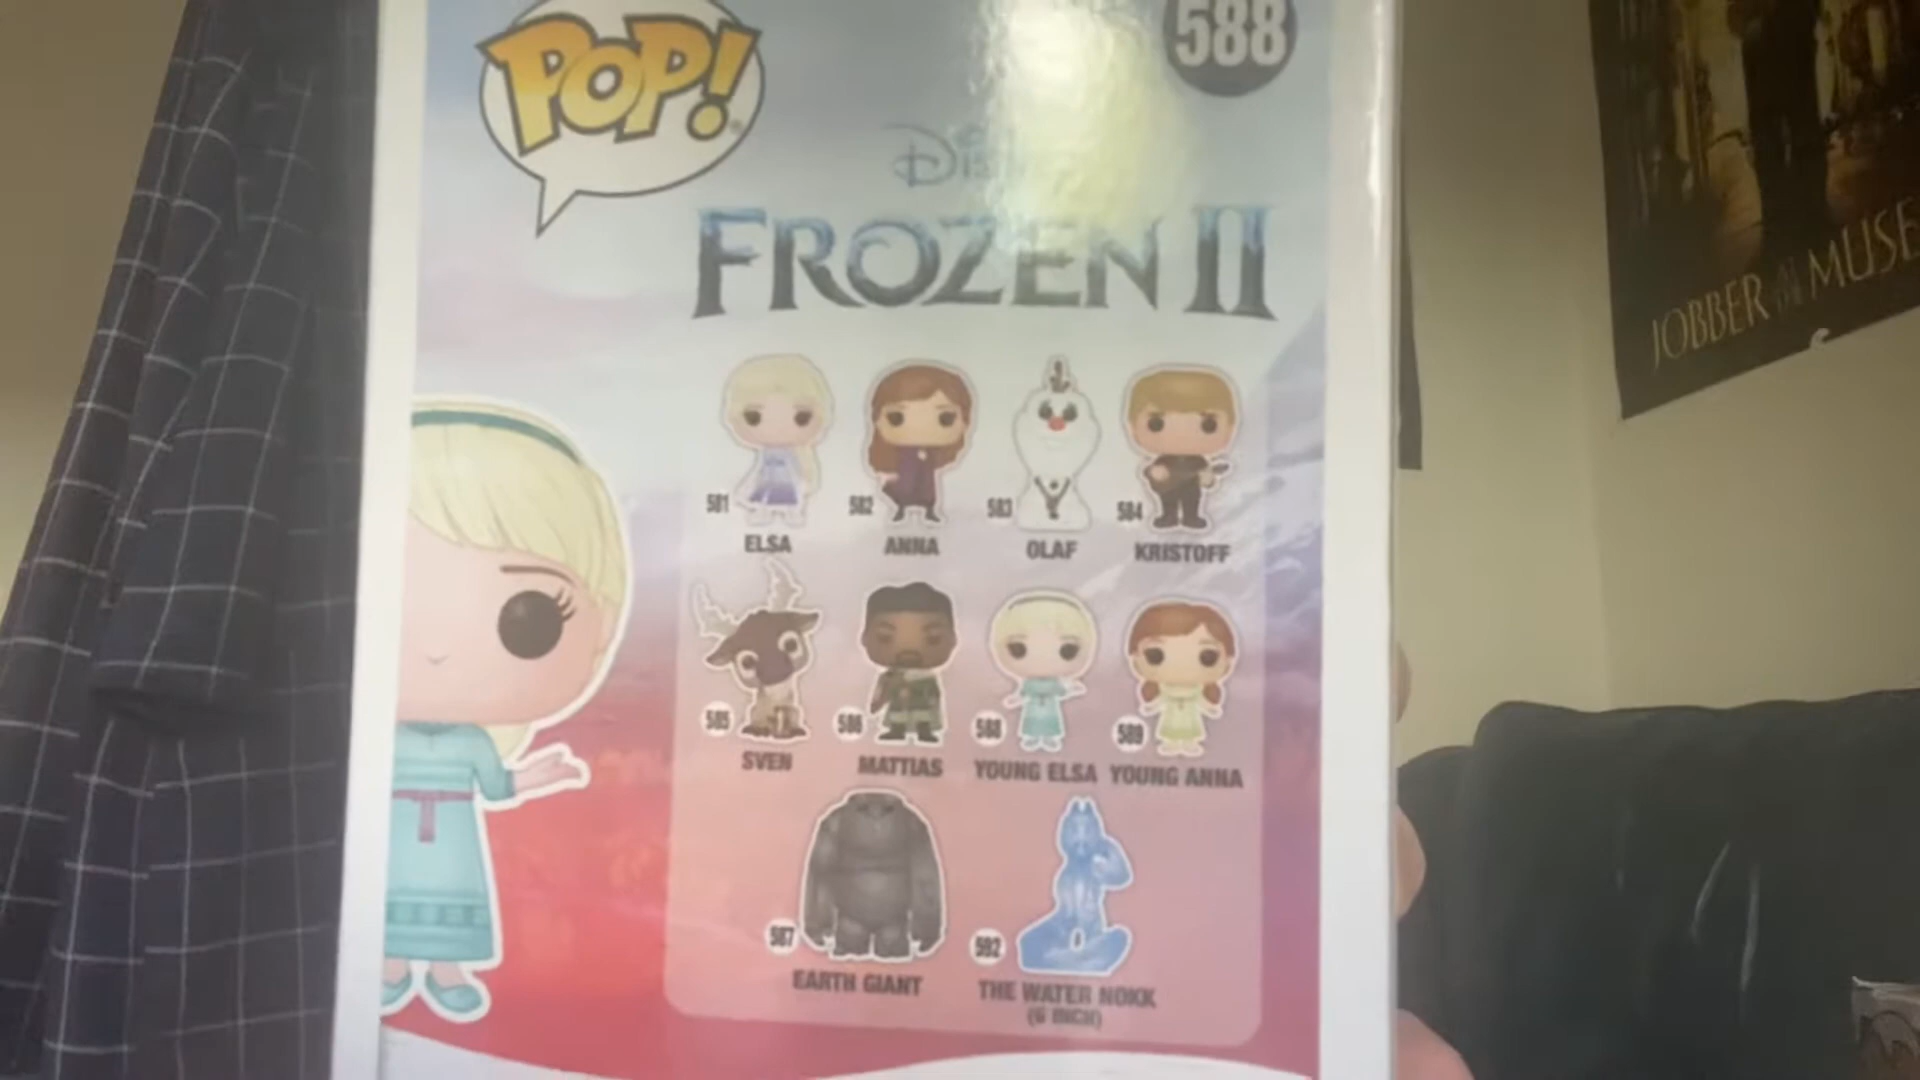 POP!
588
Dis
FROZEN II
581 582 583 584
ELSA ANNA OLAF KRISTOFF
585 586 588 589
SVEN MATTIAS YOUNG ELSA YOUNG ANNA
587 592
EARTH GIANT THE WATER NOKK
(6 INCH)
JOBBER MUSE